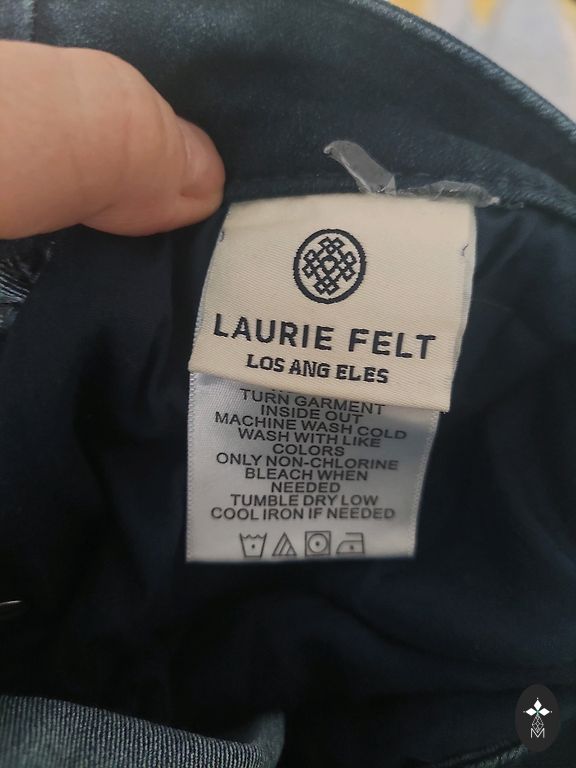 LAURIE FELT
LOS ANG ELES
TURN GARMENT
INSIDE OUT
MACHINE WASH COLD
WASH WITH LIKE
COLORS
ONLY NON-CHLORINE
BLEACH WHEN
NEEDED
TUMBLE DRY LOW
COOL IRON IF NEEDED
M